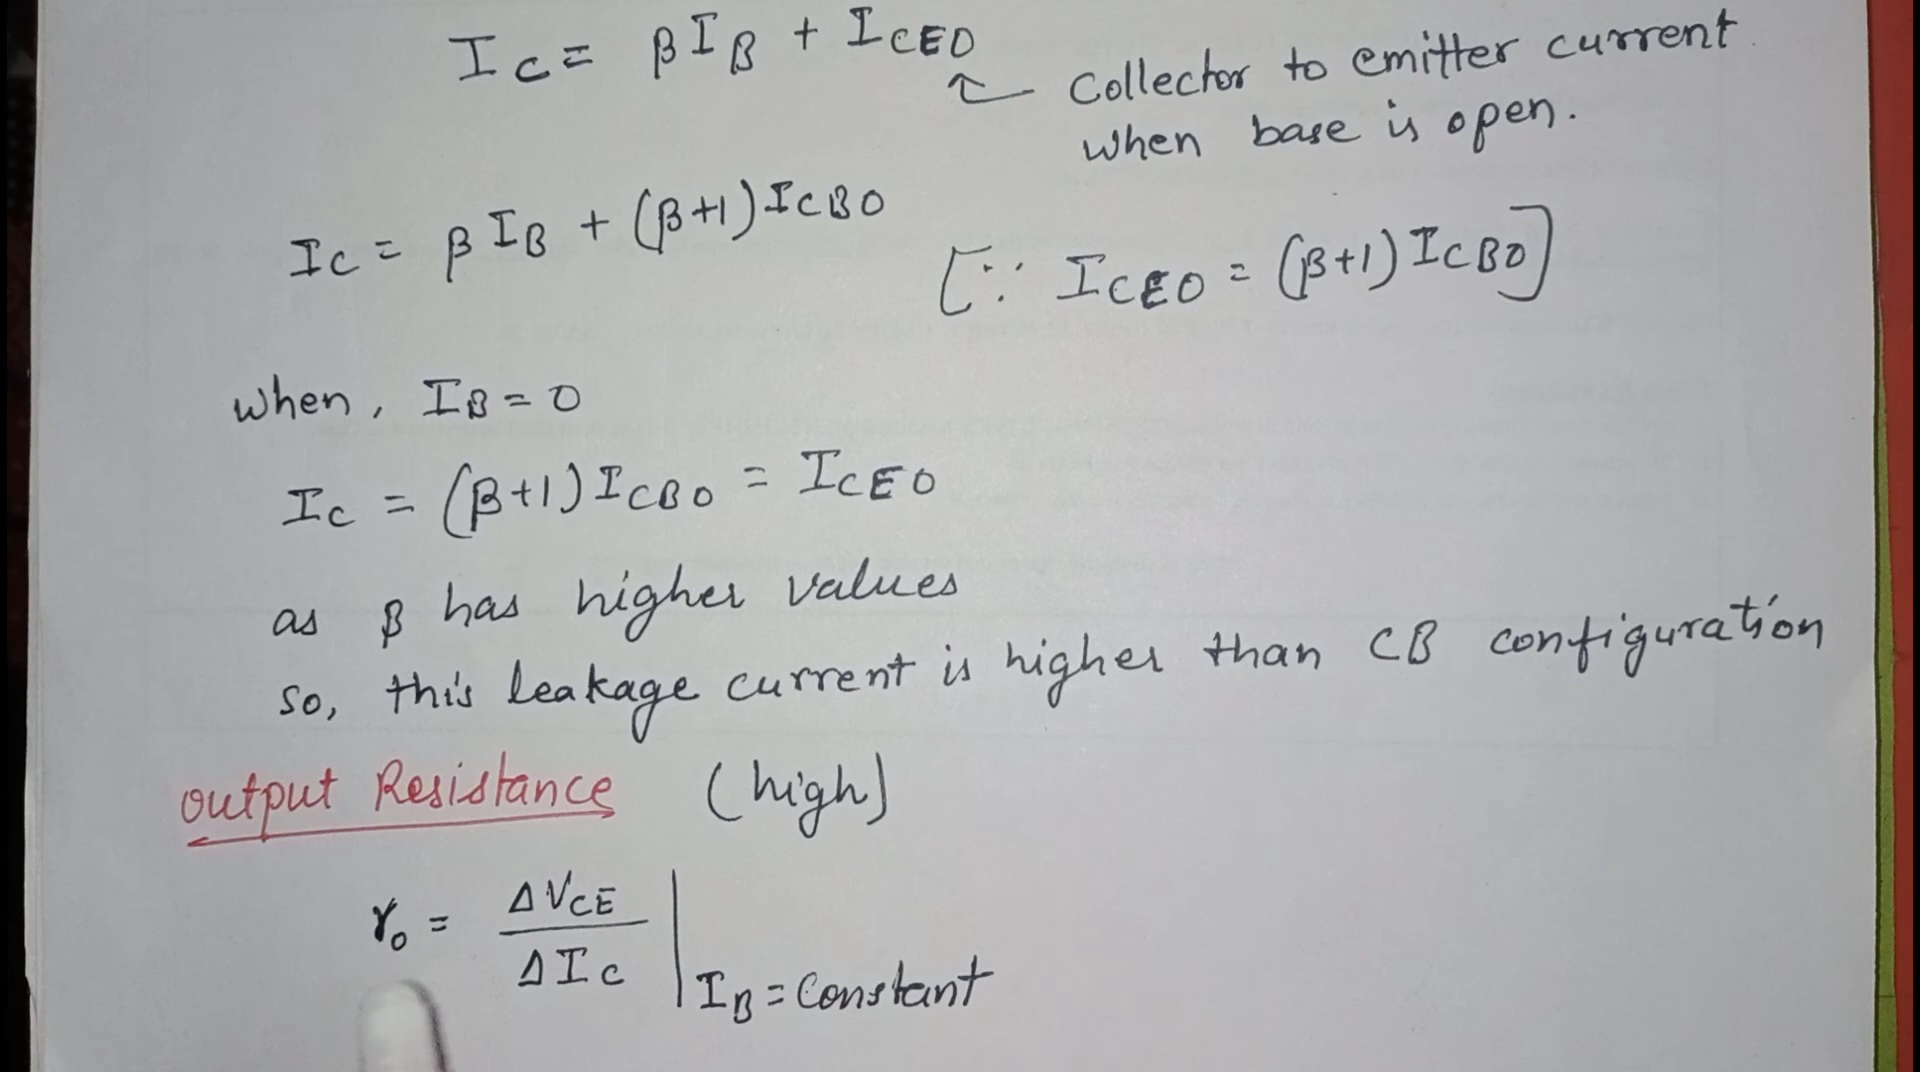 IC = βIB + ICEO
Collector to emitter current
when base is open.
IC = βIB + (β+1)ICBO
[∵ ICEO = (β+1)ICBO]
when, IB = 0
IC = (β+1)ICBO = ICEO
as β has higher values
so, this leakage current is higher than CB configuration
output Resistance (high)
ro = ΔVCE / ΔIC | IB = Constant